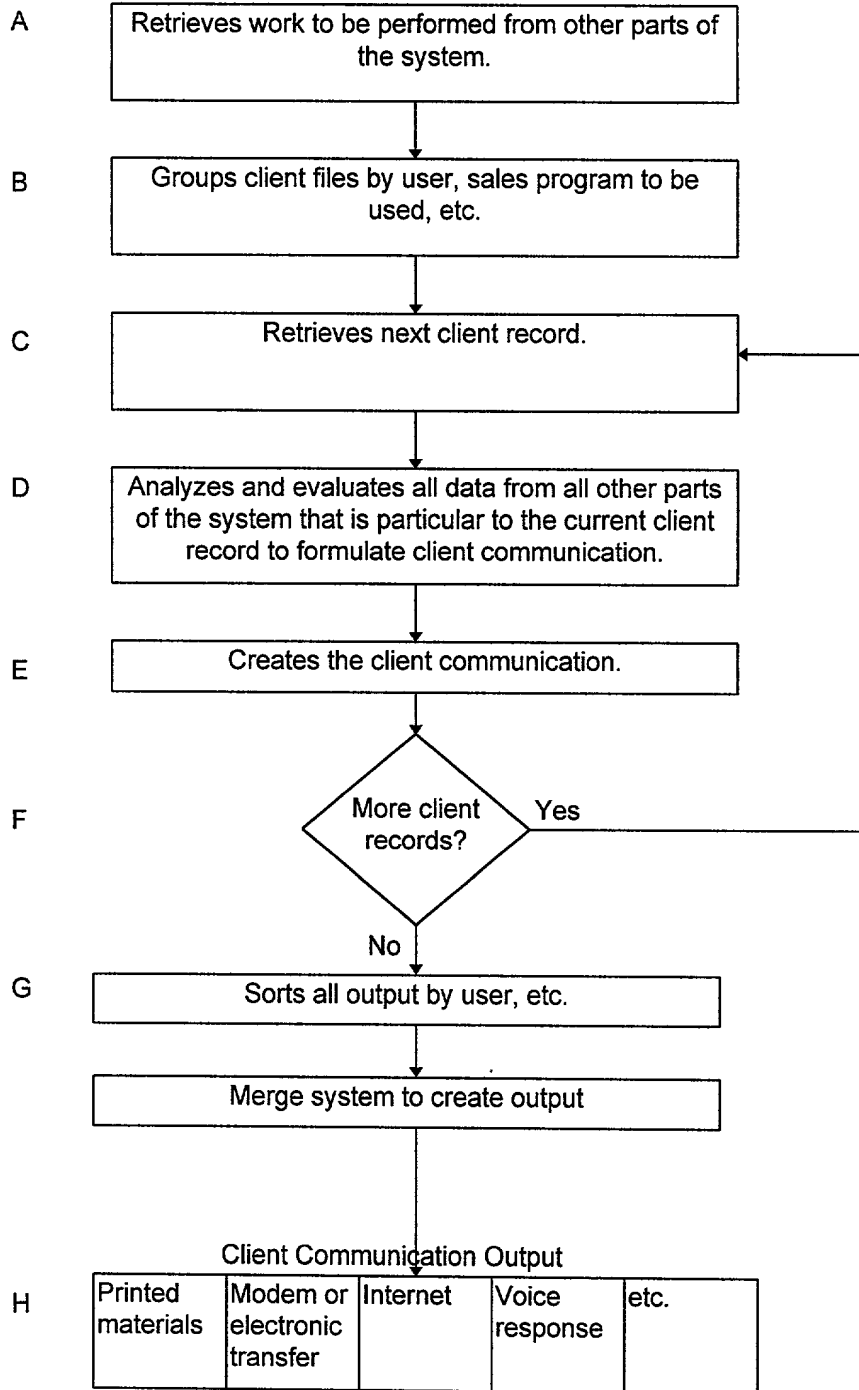 A
Retrieves work to be performed from other parts of
the system.
B
Groups client files by user, sales program to be
used, etc.
C
Retrieves next client record.
D
Analyzes and evaluates all data from all other parts
of the system that is particular to the current client
record to formulate client communication.
E
Creates the client communication.
F
More client
records?
Yes
No
G
Sorts all output by user, etc.
Merge system to create output
Client Communication Output
H
Printed
materials
Modem or
electronic
transfer
Internet
Voice
response
etc.